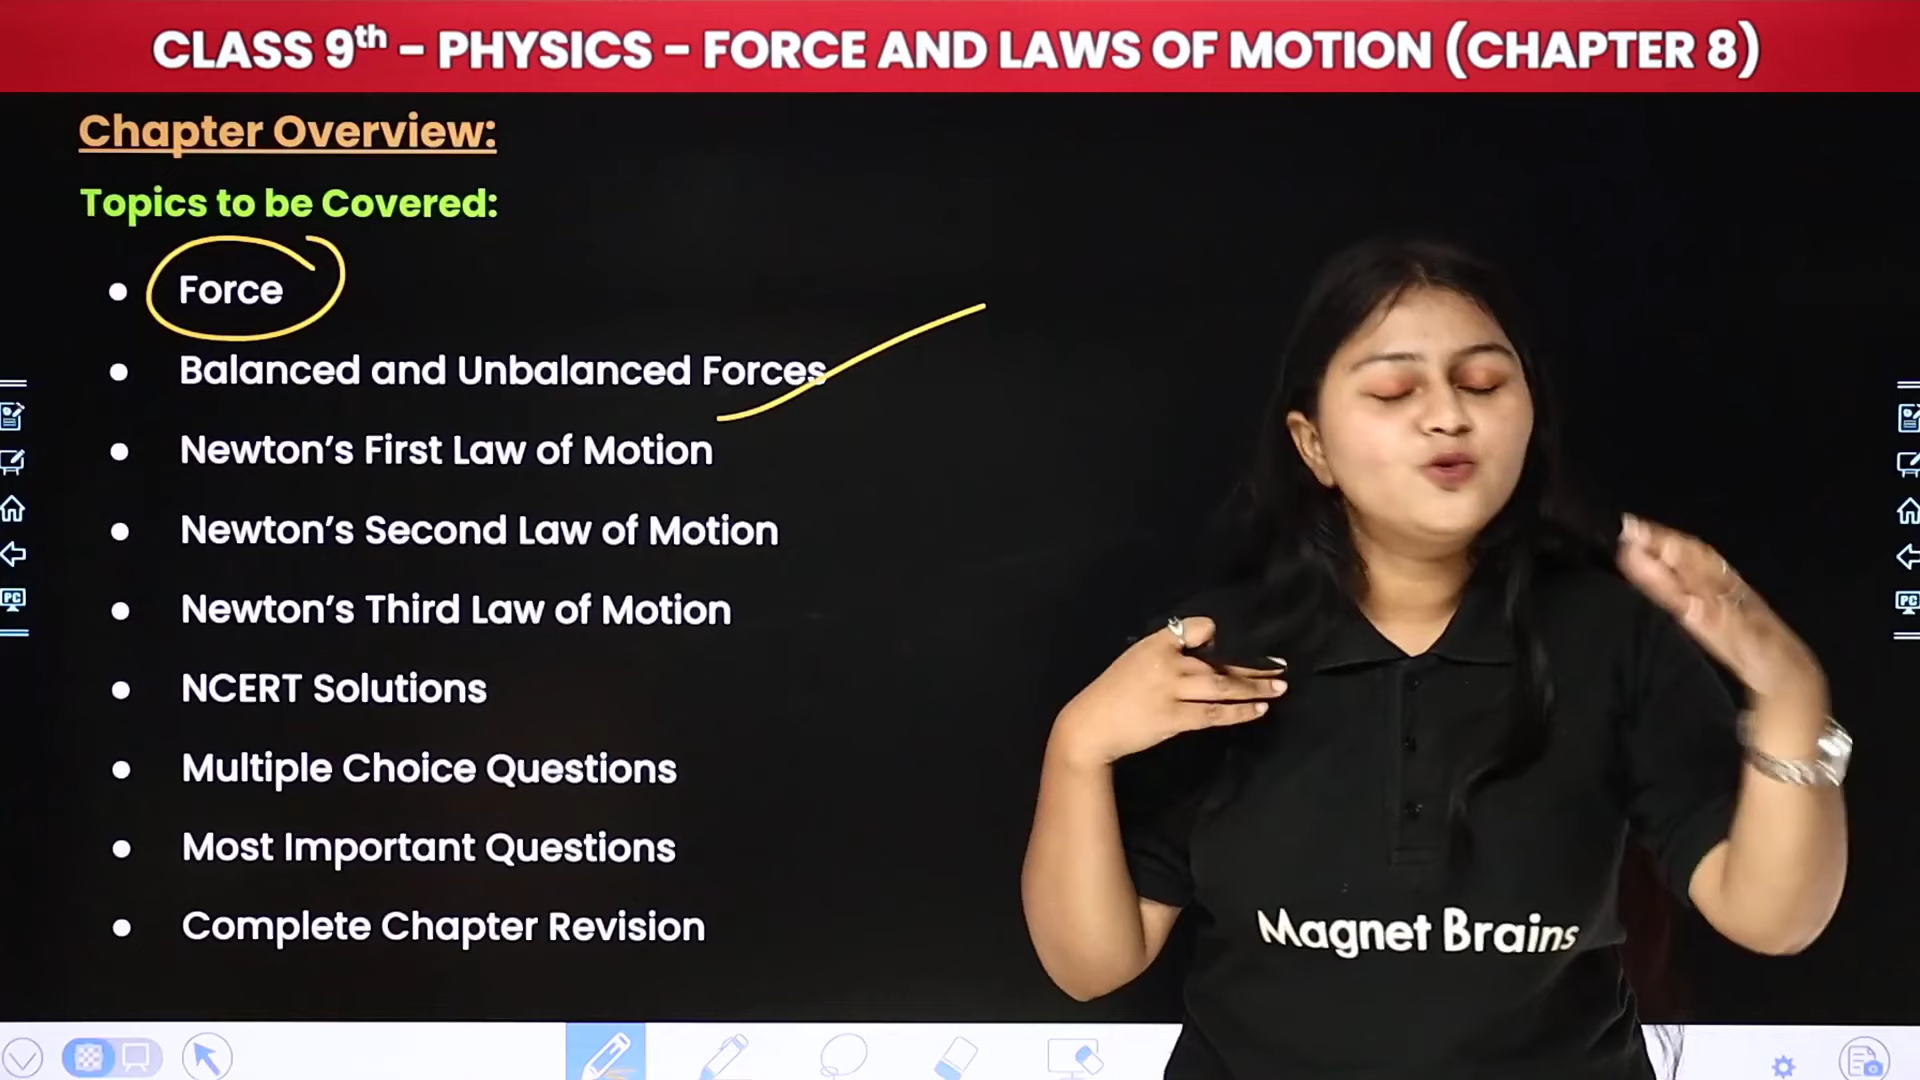 CLASS 9th – PHYSICS – FORCE AND LAWS OF MOTION (CHAPTER 8)
Chapter Overview:
Topics to be Covered:
● Force
● Balanced and Unbalanced Forces
● Newton’s First Law of Motion
● Newton’s Second Law of Motion
● Newton’s Third Law of Motion
● NCERT Solutions
● Multiple Choice Questions
● Most Important Questions
● Complete Chapter Revision
Magnet Brains
PC
PC